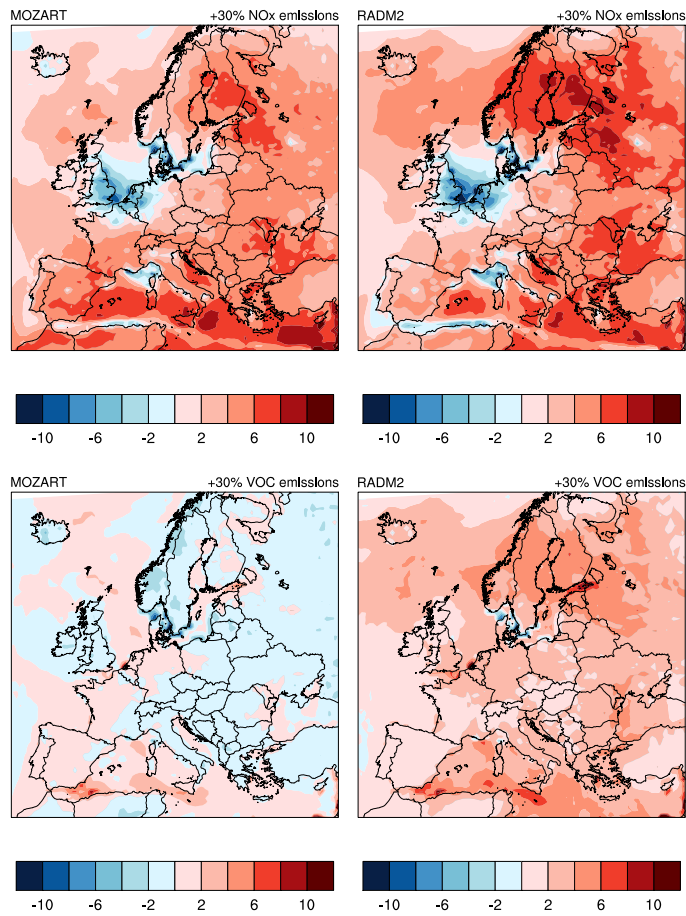 MOZART +30% NOx emissions
RADM2 +30% NOx emissions
-10 -6 -2 2 6 10
-10 -6 -2 2 6 10
MOZART +30% VOC emissions
RADM2 +30% VOC emissions
-10 -6 -2 2 6 10
-10 -6 -2 2 6 10